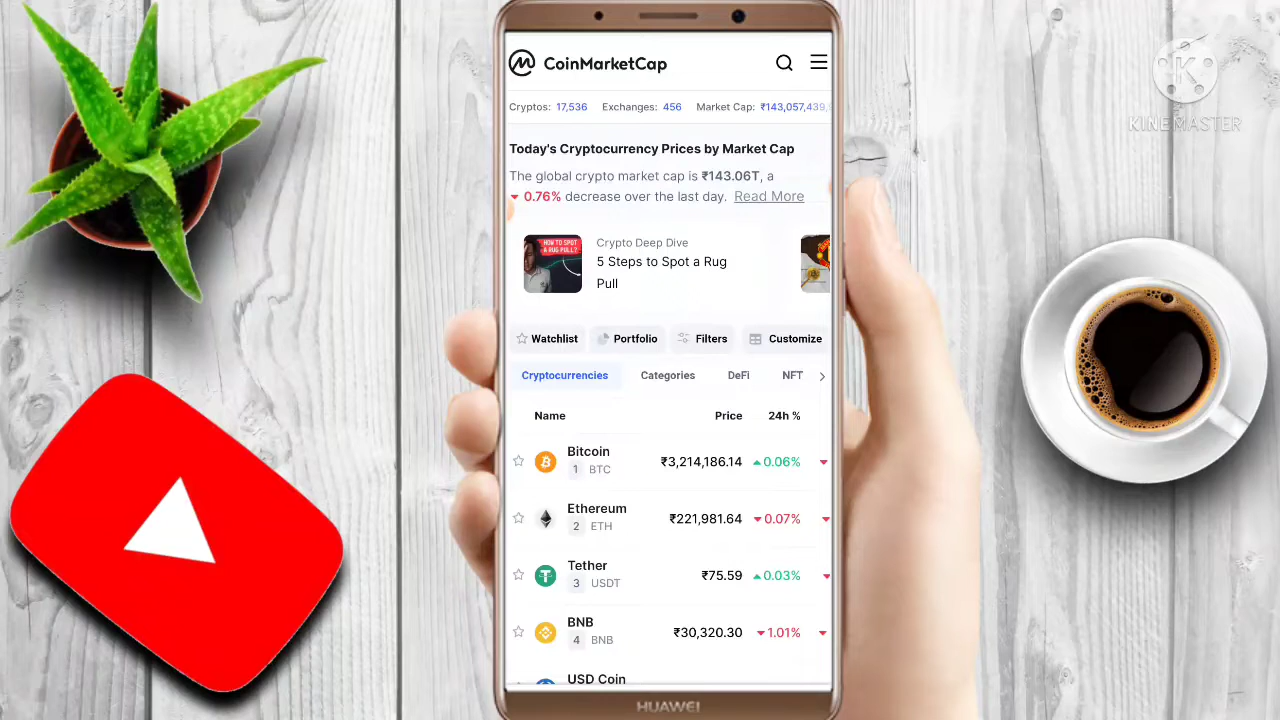 CoinMarketCap
Cryptos: 17,536 Exchanges: 456 Market Cap: ₹143,057,439,
Today's Cryptocurrency Prices by Market Cap
The global crypto market cap is ₹143.06T, a
0.76% decrease over the last day. Read More
HOW TO SPOT
A RUG PULL?
Crypto Deep Dive
5 Steps to Spot a Rug
Pull
Watchlist Portfolio Filters Customize
Cryptocurrencies Categories DeFi NFT
Name Price 24h %
Bitcoin
1 BTC ₹3,214,186.14 0.06%
Ethereum
2 ETH ₹221,981.64 0.07%
Tether
3 USDT ₹75.59 0.03%
BNB
4 BNB ₹30,320.30 1.01%
USD Coin
HUAWEI
K
KINEMASTER